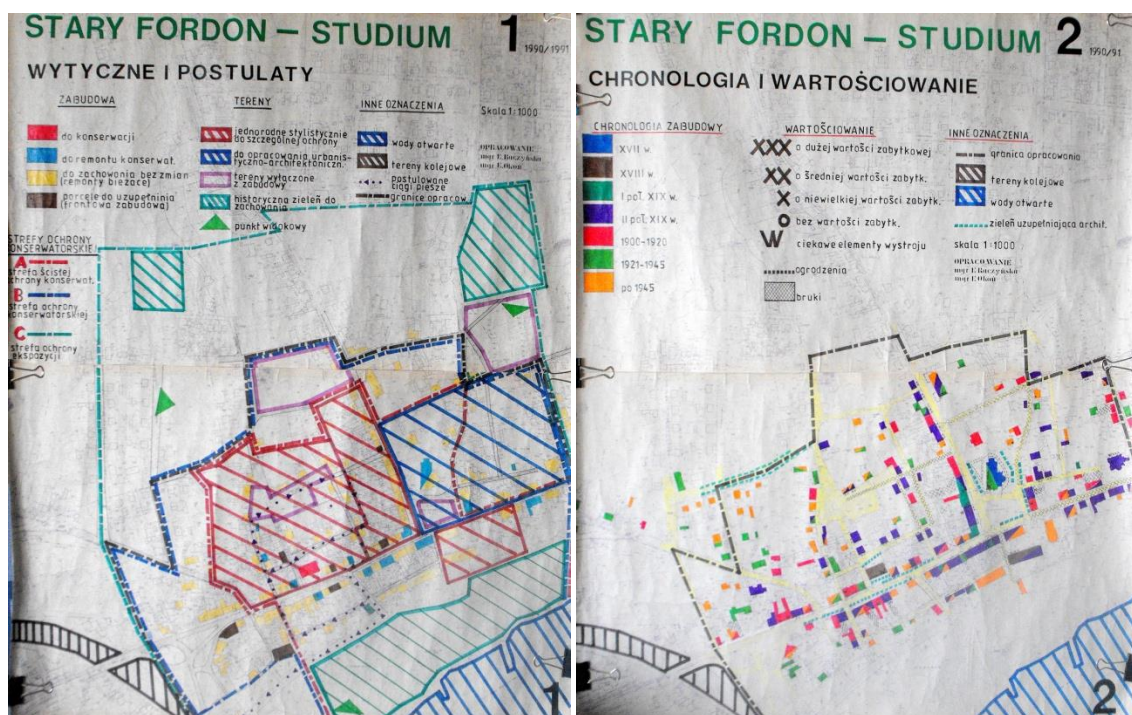 STARY FORDON – STUDIUM 1 1990/1991
WYTYCZNE I POSTULATY
ZABUDOWA
do konserwacji
do remontu konserwat.
do zachowania bez zmian
(remonty bieżące)
parcele do uzupełnienia
(frontowa zabudowa)
TERENY
jednorodne stylistycznie
do szczególnej ochrony
do opracowania urbanis-
tyczno-architektonicz.
tereny wyłączone
z zabudowy
historyczna zieleń do
zachowania
punkt widokowy
INNE OZNACZENIA
Skala 1:1000
wody otwarte
OPRACOWANIE
tereny kolejowe
postulowane
ciągi piesze
granice opracow.
STREFY OCHRONY
KONSERWATORSKIEJ
A
strefa ścisłej
ochrony konserwat.
B
strefa ochrony
konserwatorskiej
C
strefa ochrony
ekspozycji
1
STARY FORDON – STUDIUM 2 1990/91
CHRONOLOGIA I WARTOŚCIOWANIE
CHRONOLOGIA ZABUDOWY
XVII w.
XVIII w.
I poł. XIX w.
II poł. XIX w.
1900-1920
1921-1945
po 1945
WARTOŚCIOWANIE
XXX o dużej wartości zabytkowej
XX o średniej wartości zabytk.
X o niewielkiej wartości zabytk.
O bez wartości zabytk.
W ciekawe elementy wystroju
ogrodzenia
bruki
INNE OZNACZENIA
granica opracowania
tereny kolejowe
wody otwarte
zieleń uzupełniająca archit.
skala 1:1000
OPRACOWANIE
2